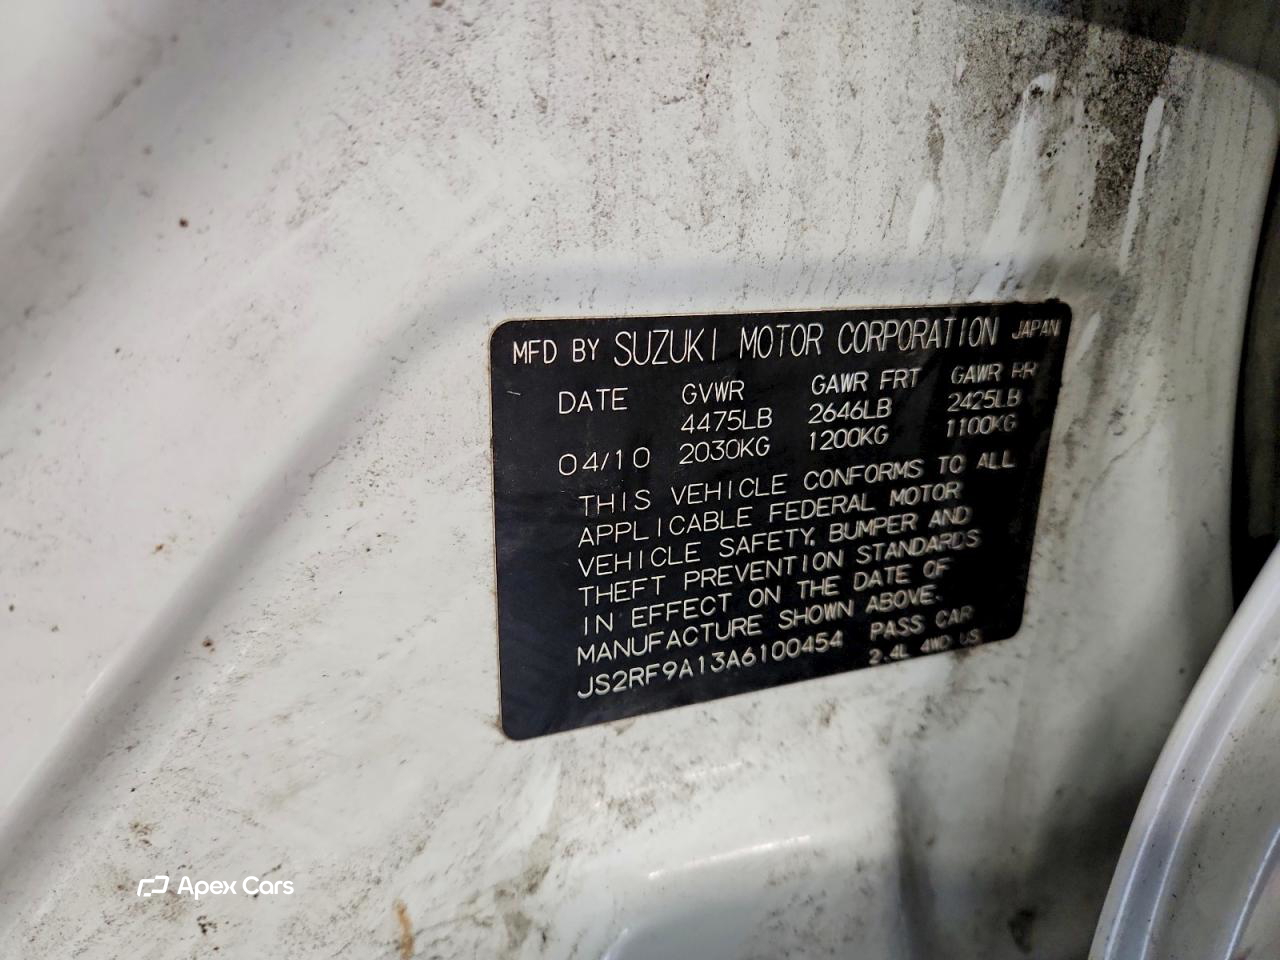 MFD BY SUZUKI MOTOR CORPORATION JAPAN
DATE GVWR GAWR FRT GAWR RR
4475LB 2646LB 2425LB
04/10 2030KG 1200KG 1100KG
THIS VEHICLE CONFORMS TO ALL
APPLICABLE FEDERAL MOTOR
VEHICLE SAFETY, BUMPER AND
THEFT PREVENTION STANDARDS
IN EFFECT ON THE DATE OF
MANUFACTURE SHOWN ABOVE.
JS2RF9A13A6100454 PASS CAR
2.4L 4WD US
Apex Cars